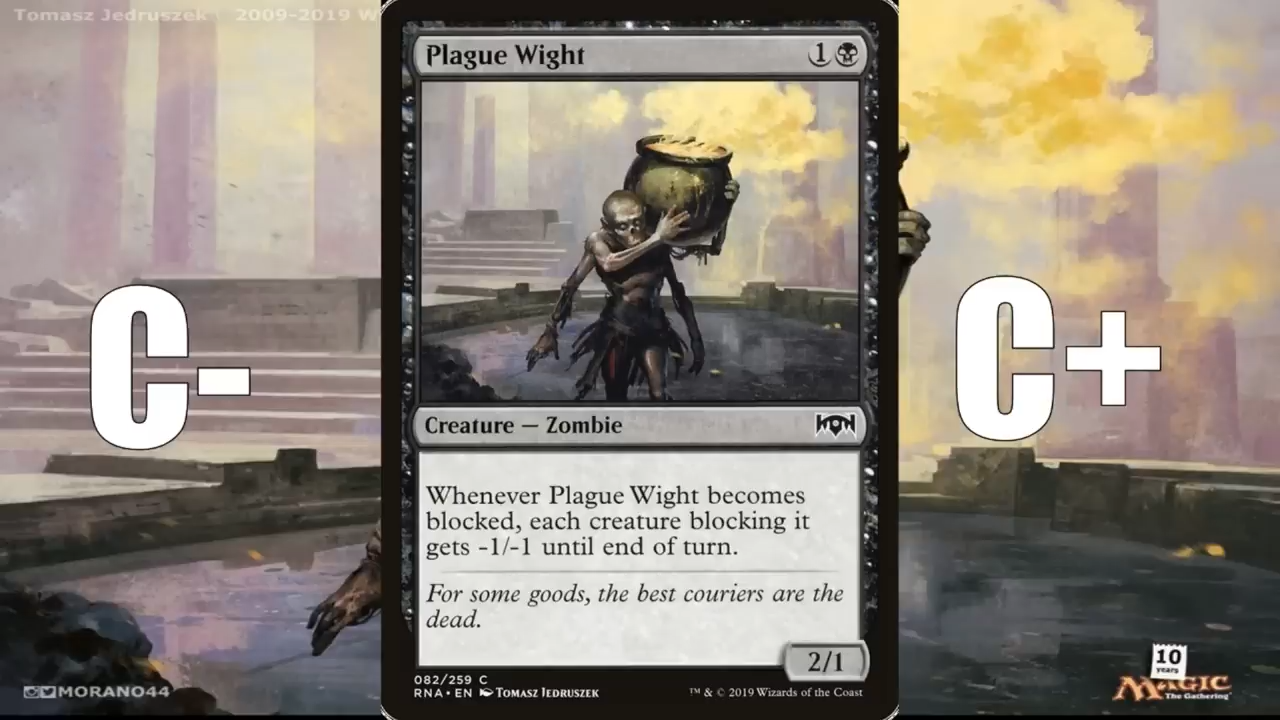 Tomasz Jedruszek 2009-2019 W
Plague Wight
1
C-
C+
Creature — Zombie
Whenever Plague Wight becomes
blocked, each creature blocking it
gets -1/-1 until end of turn.
For some goods, the best couriers are the
dead.
2/1
082/259 C
RNA • EN TOMASZ JEDRUSZEK
™ & © 2019 Wizards of the Coast
MORANO44
10
years
MAGIC
The Gathering